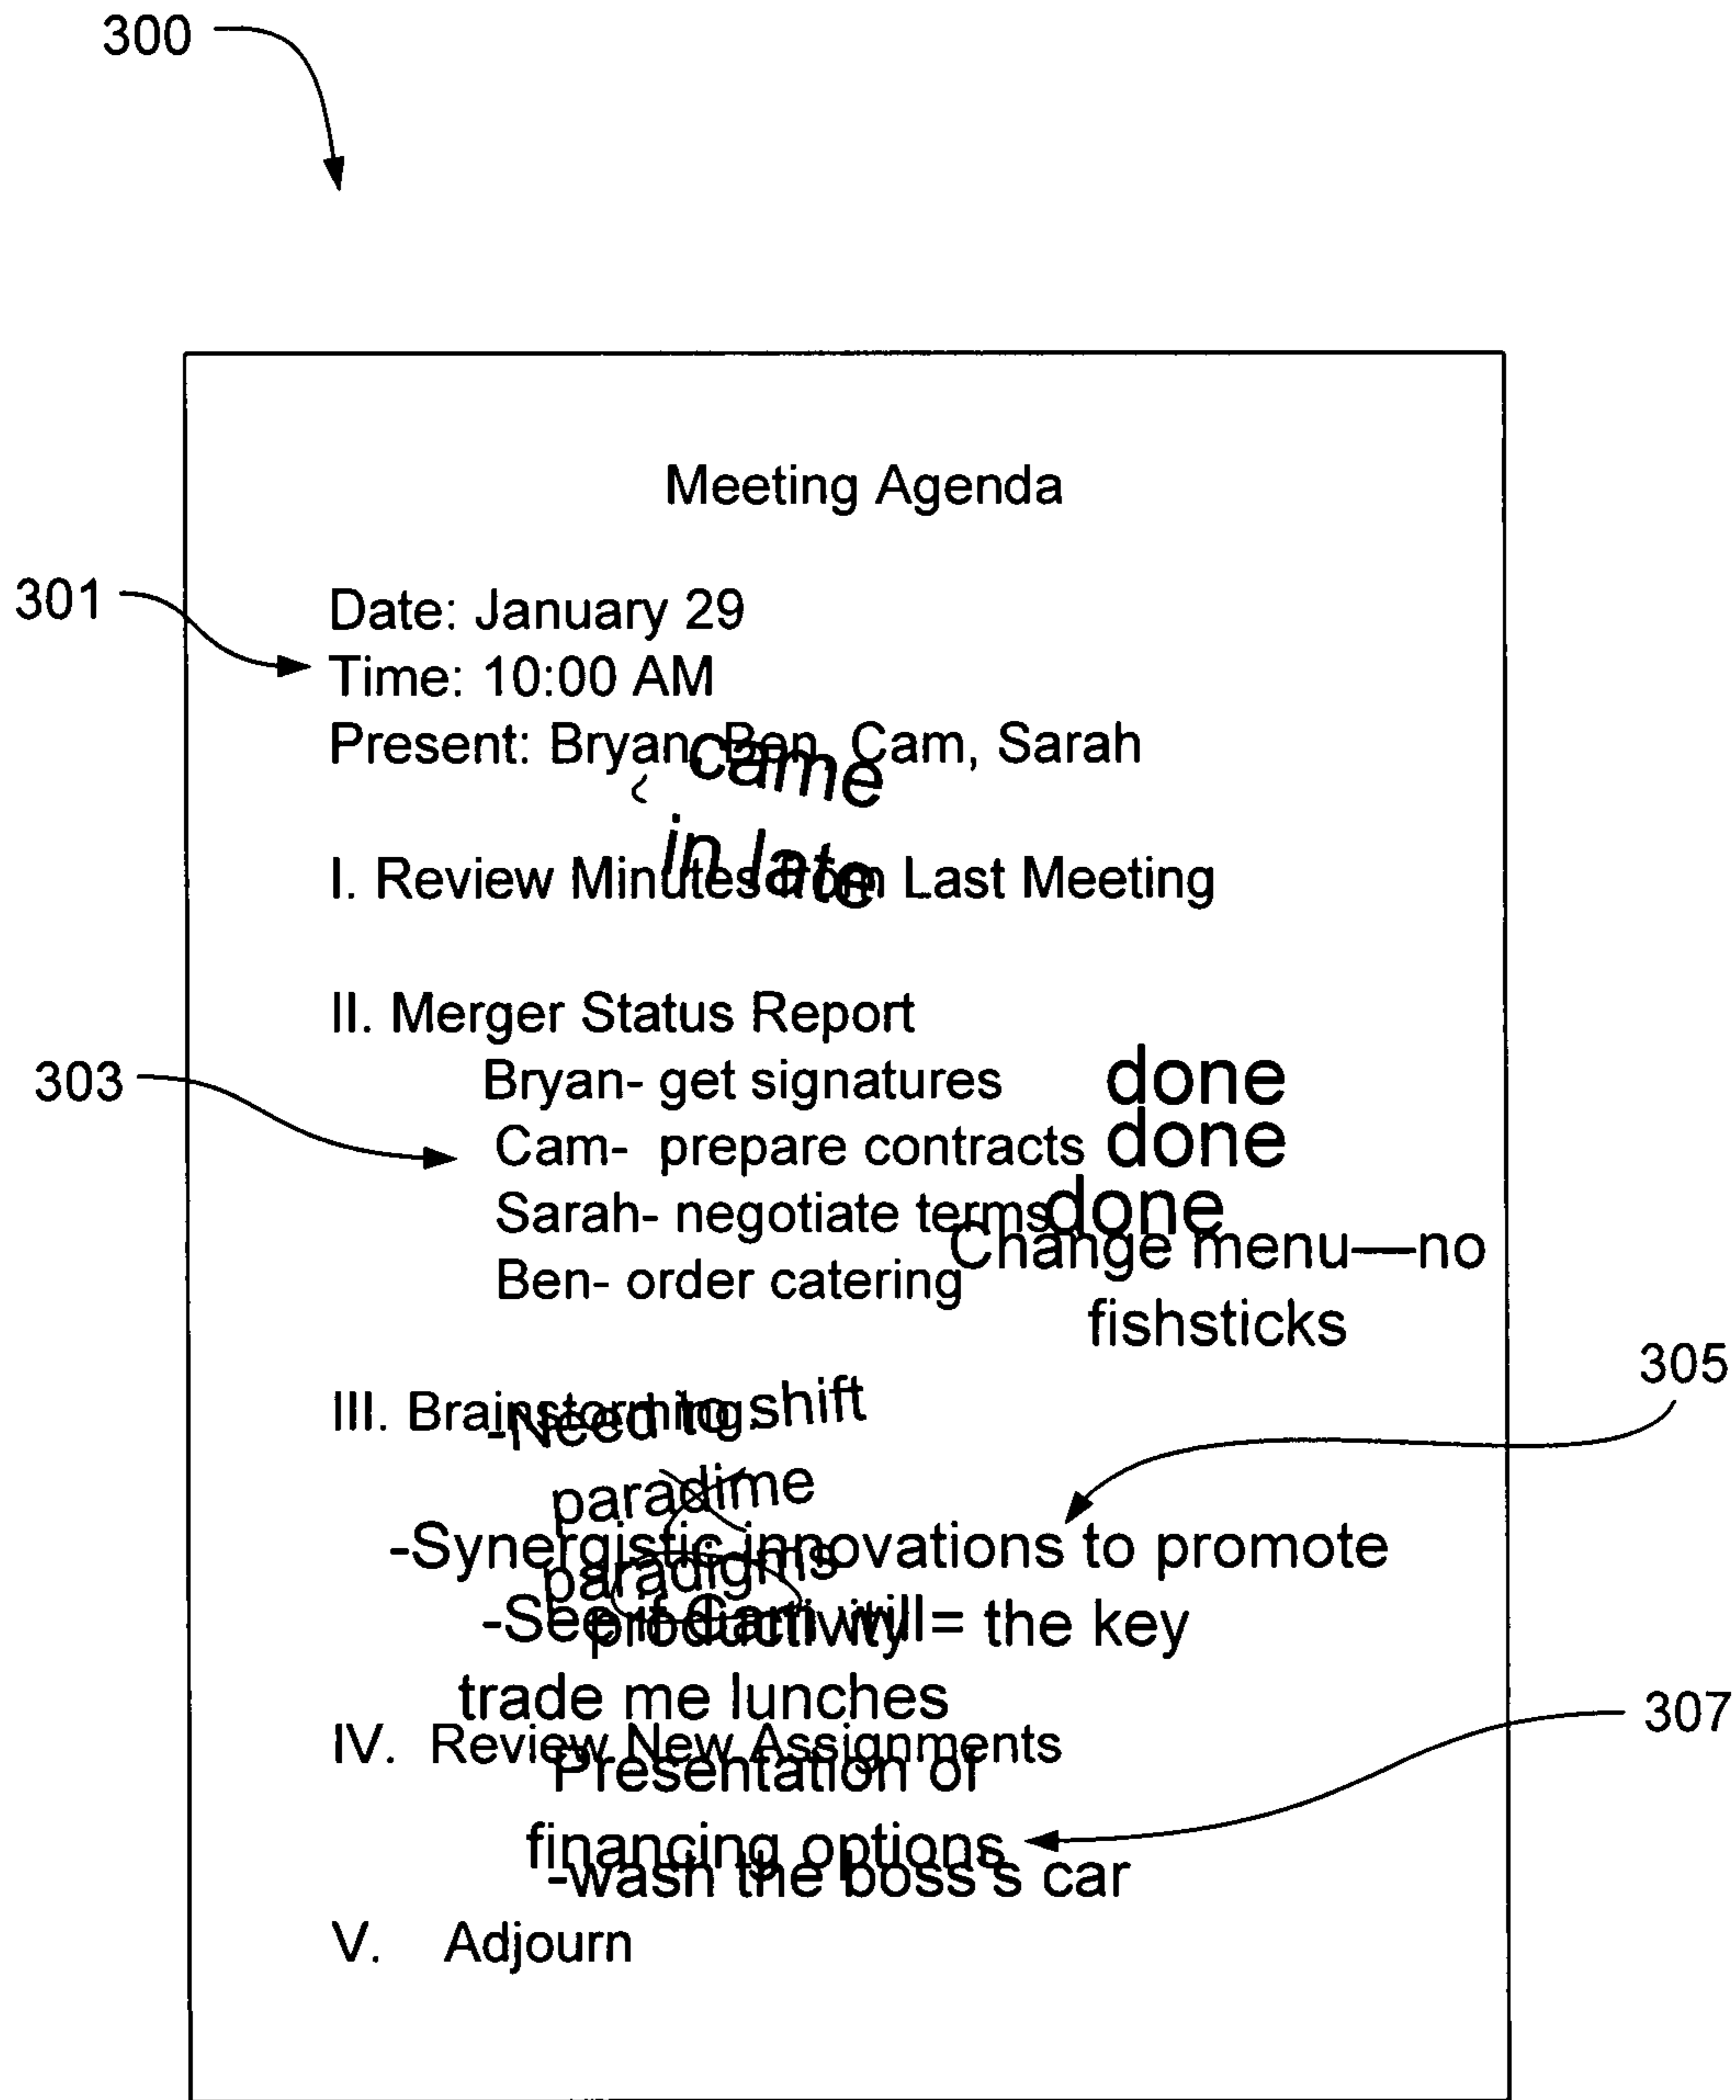 300
Meeting Agenda
301
Date: January 29
Time: 10:00 AM
Present: Bryan, Ben, Cam, Sarah
came
in late
I. Review Minutes from Last Meeting
II. Merger Status Report
303
Bryan- get signatures done
Cam- prepare contracts done
Sarah- negotiate terms done
Change menu—no
Ben- order catering
fishsticks
305
III. Brainstorming:
-Need to shift
paradime
-Synergistic innovations to promote
paradigms
-See if Cam will
productivity = the key
trade me lunches
307
IV. Review New Assignments
Presentation of
financing options
-wash the boss's car
V. Adjourn